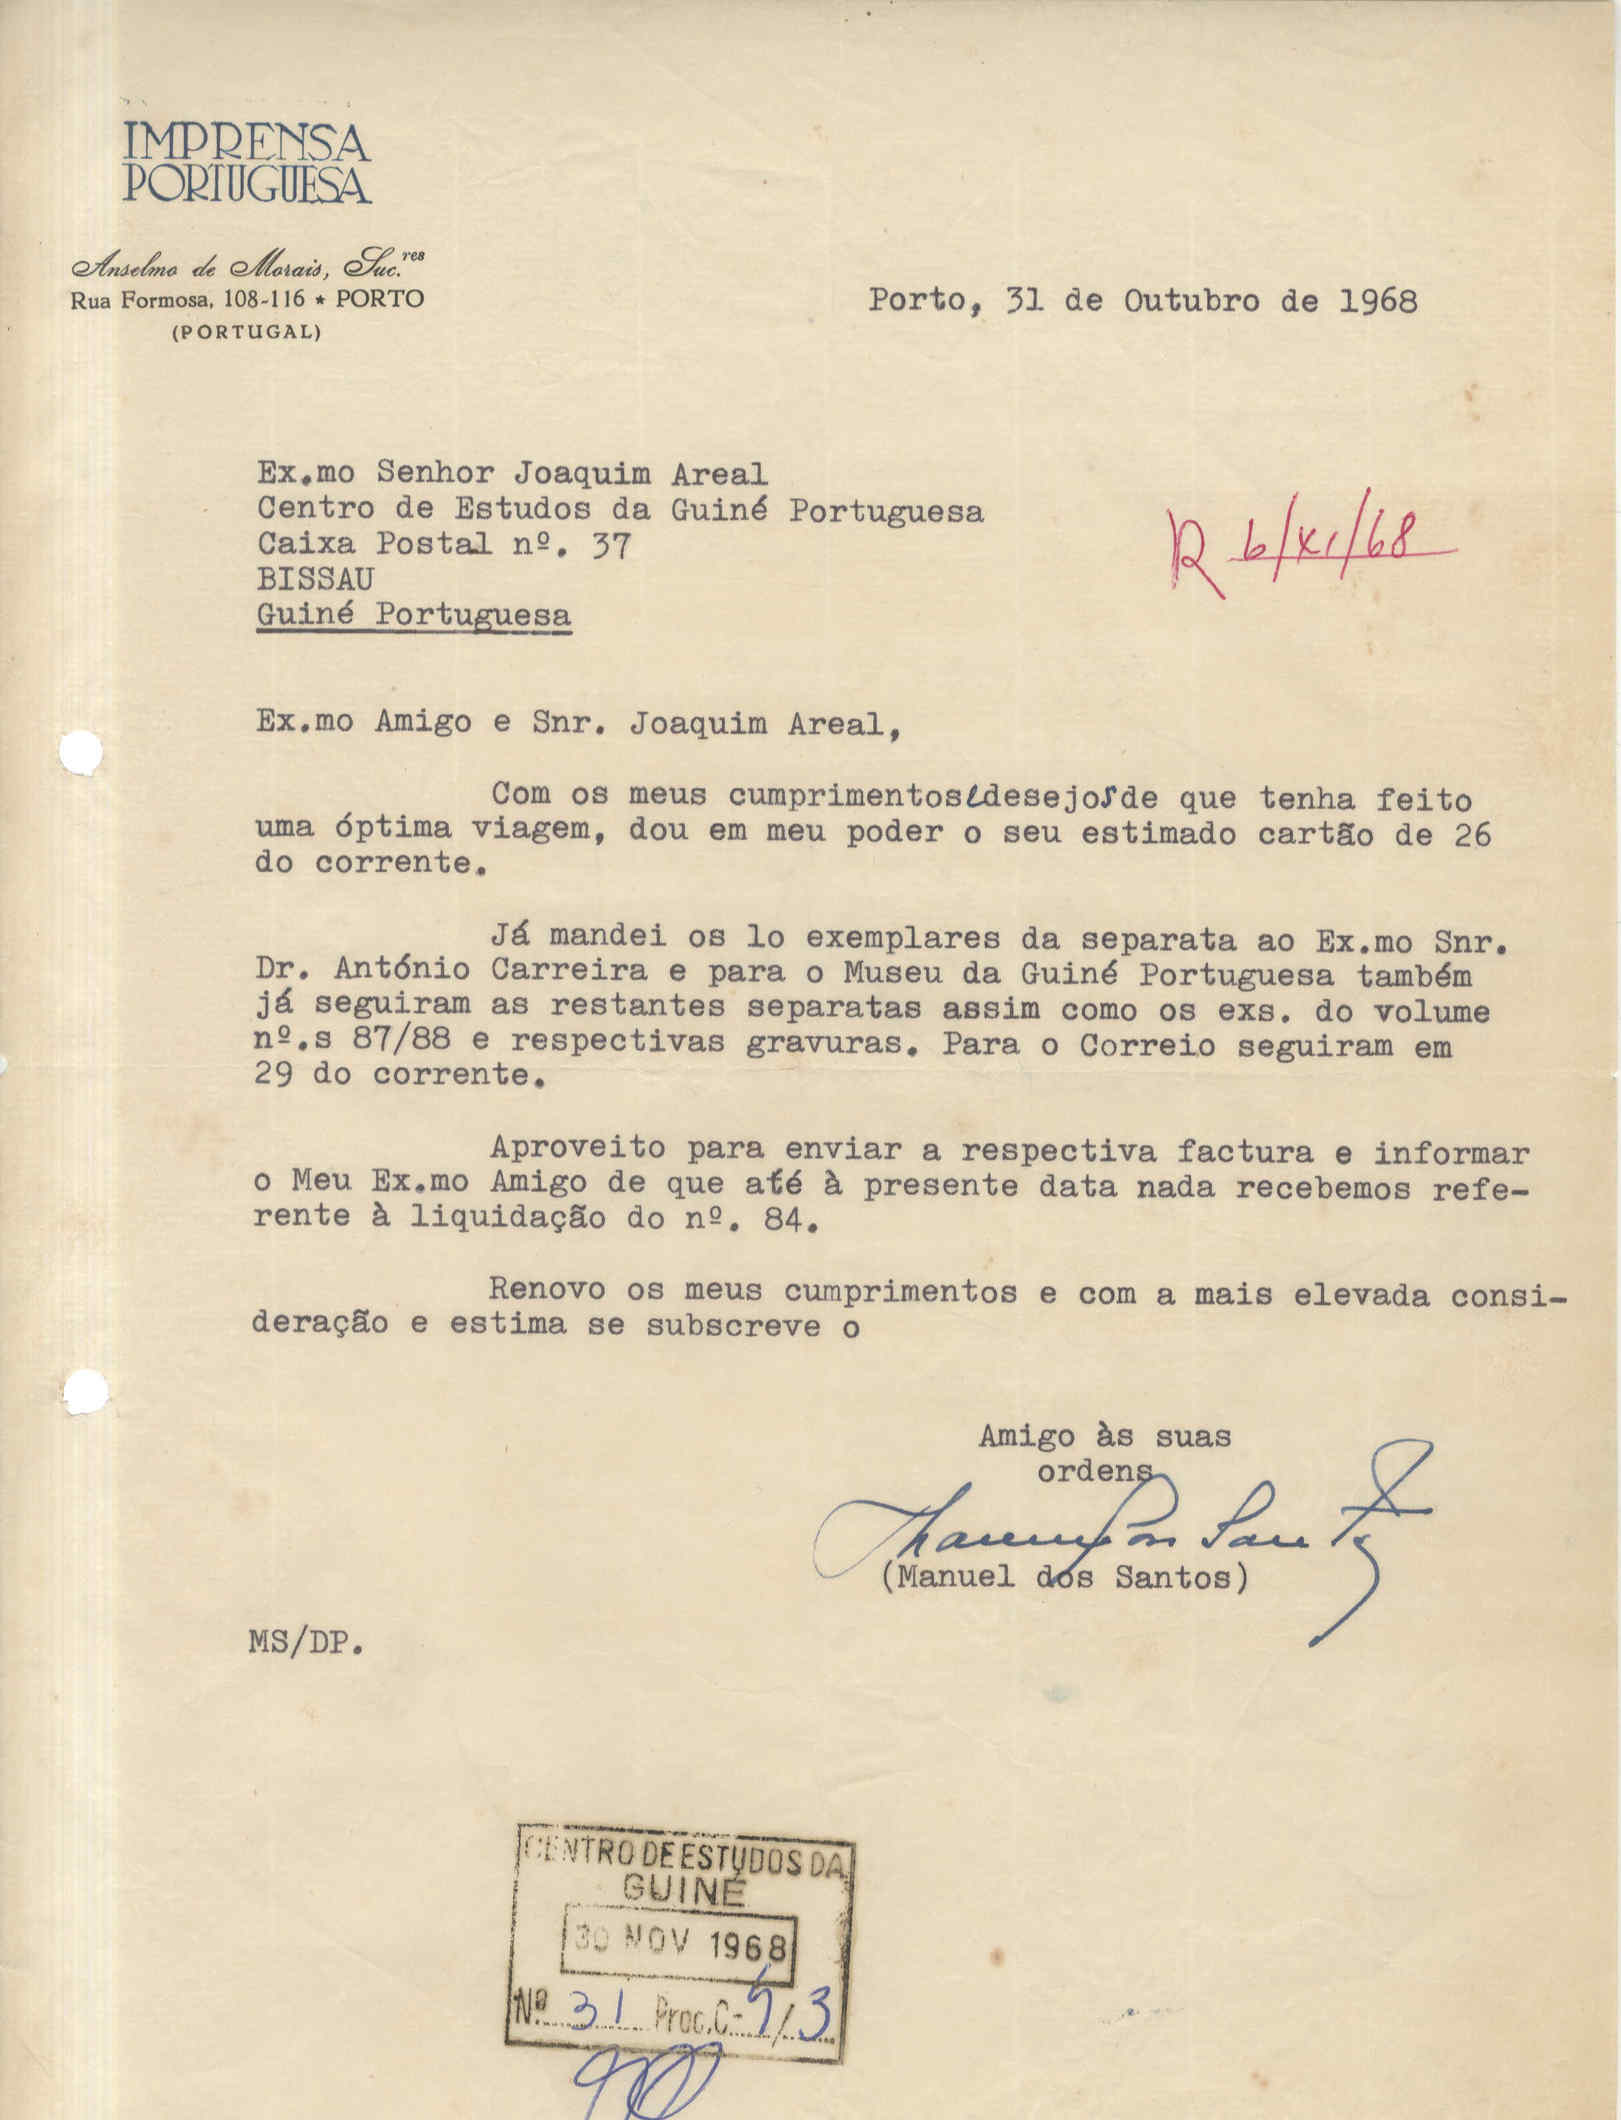 IMPRENSA
PORTUGUESA
Anselmo de Morais, Suc.res
Rua Formosa, 108-116 * PORTO
(PORTUGAL)
Porto, 31 de Outubro de 1968
Ex.mo Senhor Joaquim Areal
Centro de Estudos da Guiné Portuguesa
Caixa Postal nº. 37
BISSAU
Guiné Portuguesa
R 6/XI/68
Ex.mo Amigo e Snr. Joaquim Areal,
Com os meus cumprimentos e desejos de que tenha feito
uma óptima viagem, dou em meu poder o seu estimado cartão de 26
do corrente.
Já mandei os lo exemplares da separata ao Ex.mo Snr.
Dr. António Carreira e para o Museu da Guiné Portuguesa também
já seguiram as restantes separatas assim como os exs. do volume
nº.s 87/88 e respectivas gravuras. Para o Correio seguiram em
29 do corrente.
Aproveito para enviar a respectiva factura e informar
o Meu Ex.mo Amigo de que até à presente data nada recebemos refe-
rente à liquidação do nº. 84.
Renovo os meus cumprimentos e com a mais elevada consi-
deração e estima se subscreve o
Amigo às suas
ordens
Manuel dos Santos
(Manuel dos Santos)
MS/DP.
CENTRO DE ESTUDOS DA
GUINÉ
30 NOV 1968
Nº 31 Proc. C-5/3